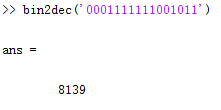 >> bin2dec('0001111111001011')
ans =
8139